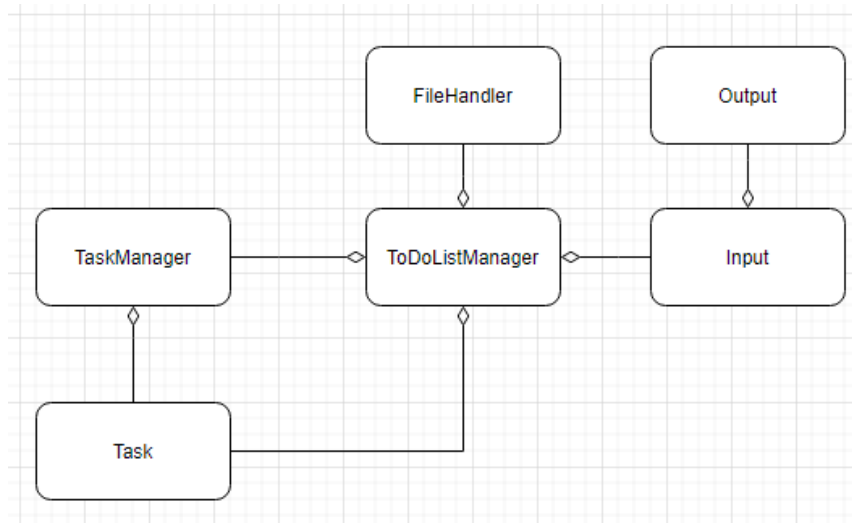 FileHandler
Output
TaskManager
ToDoListManager
Input
Task